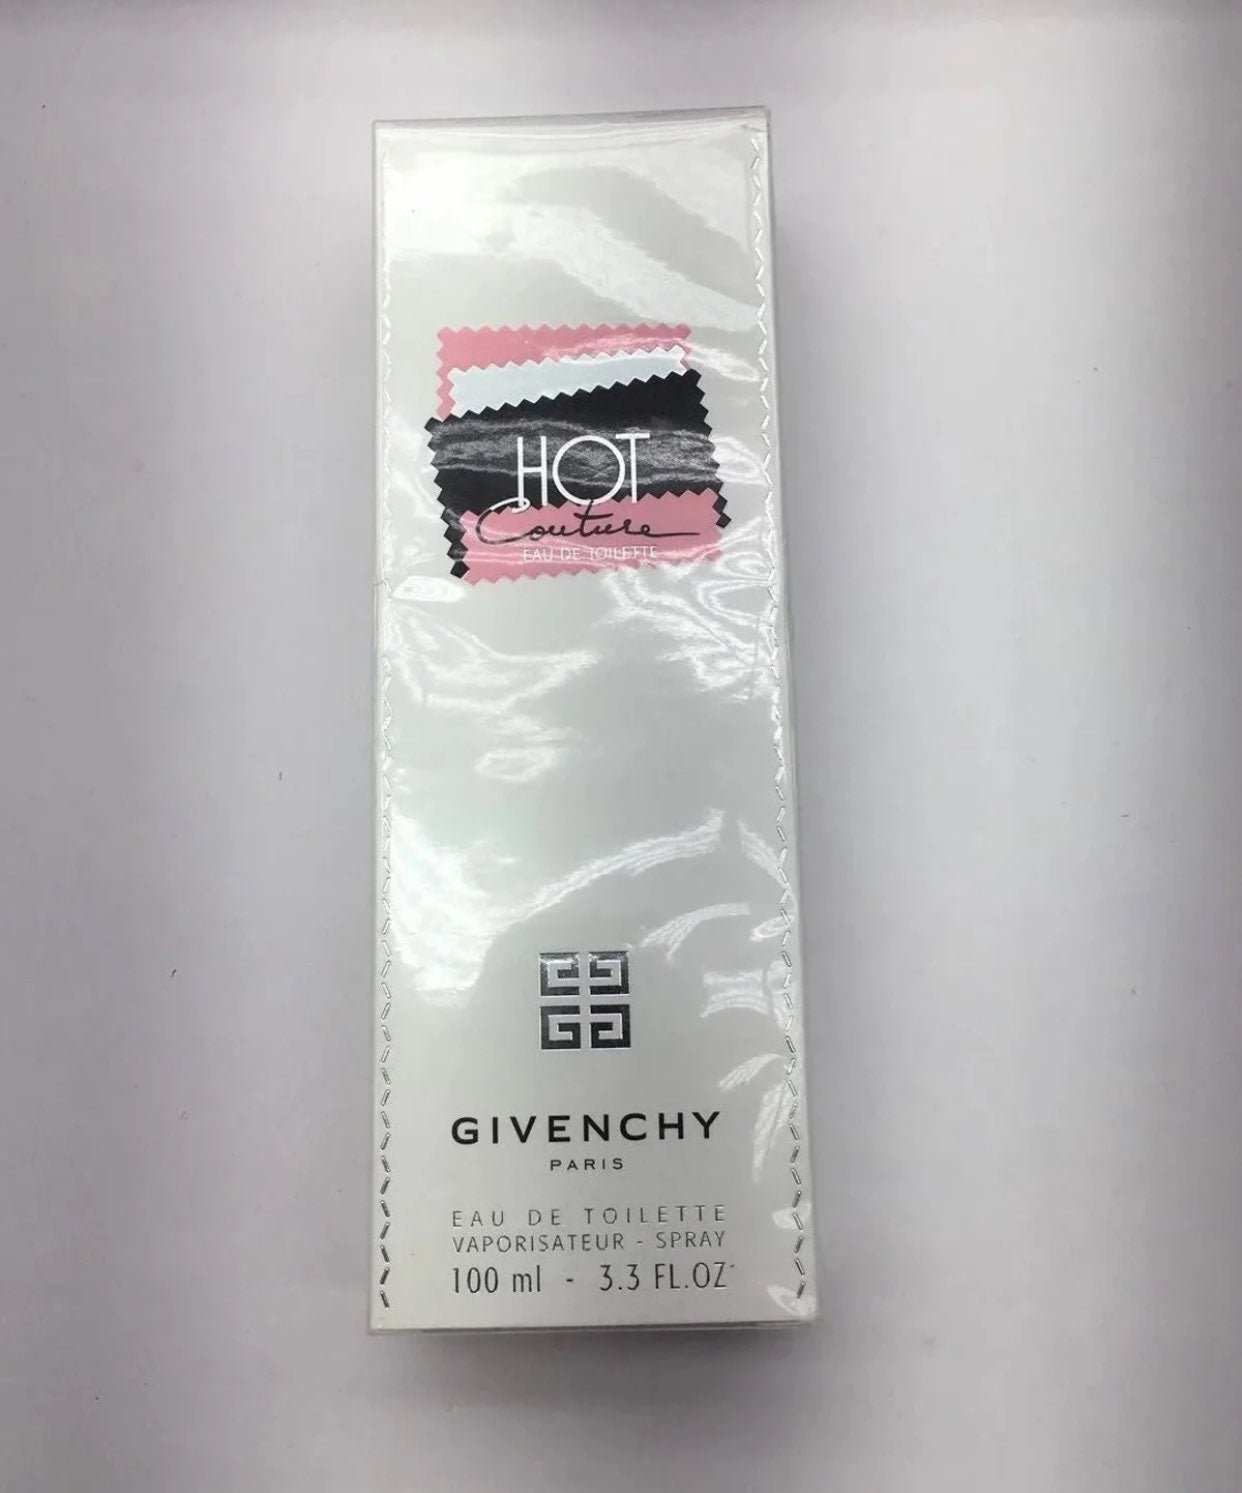 HOT
Couture
EAU DE TOILETTE
GIVENCHY
PARIS
EAU DE TOILETTE
VAPORISATEUR - SPRAY
100 ml - 3.3 FL.OZ